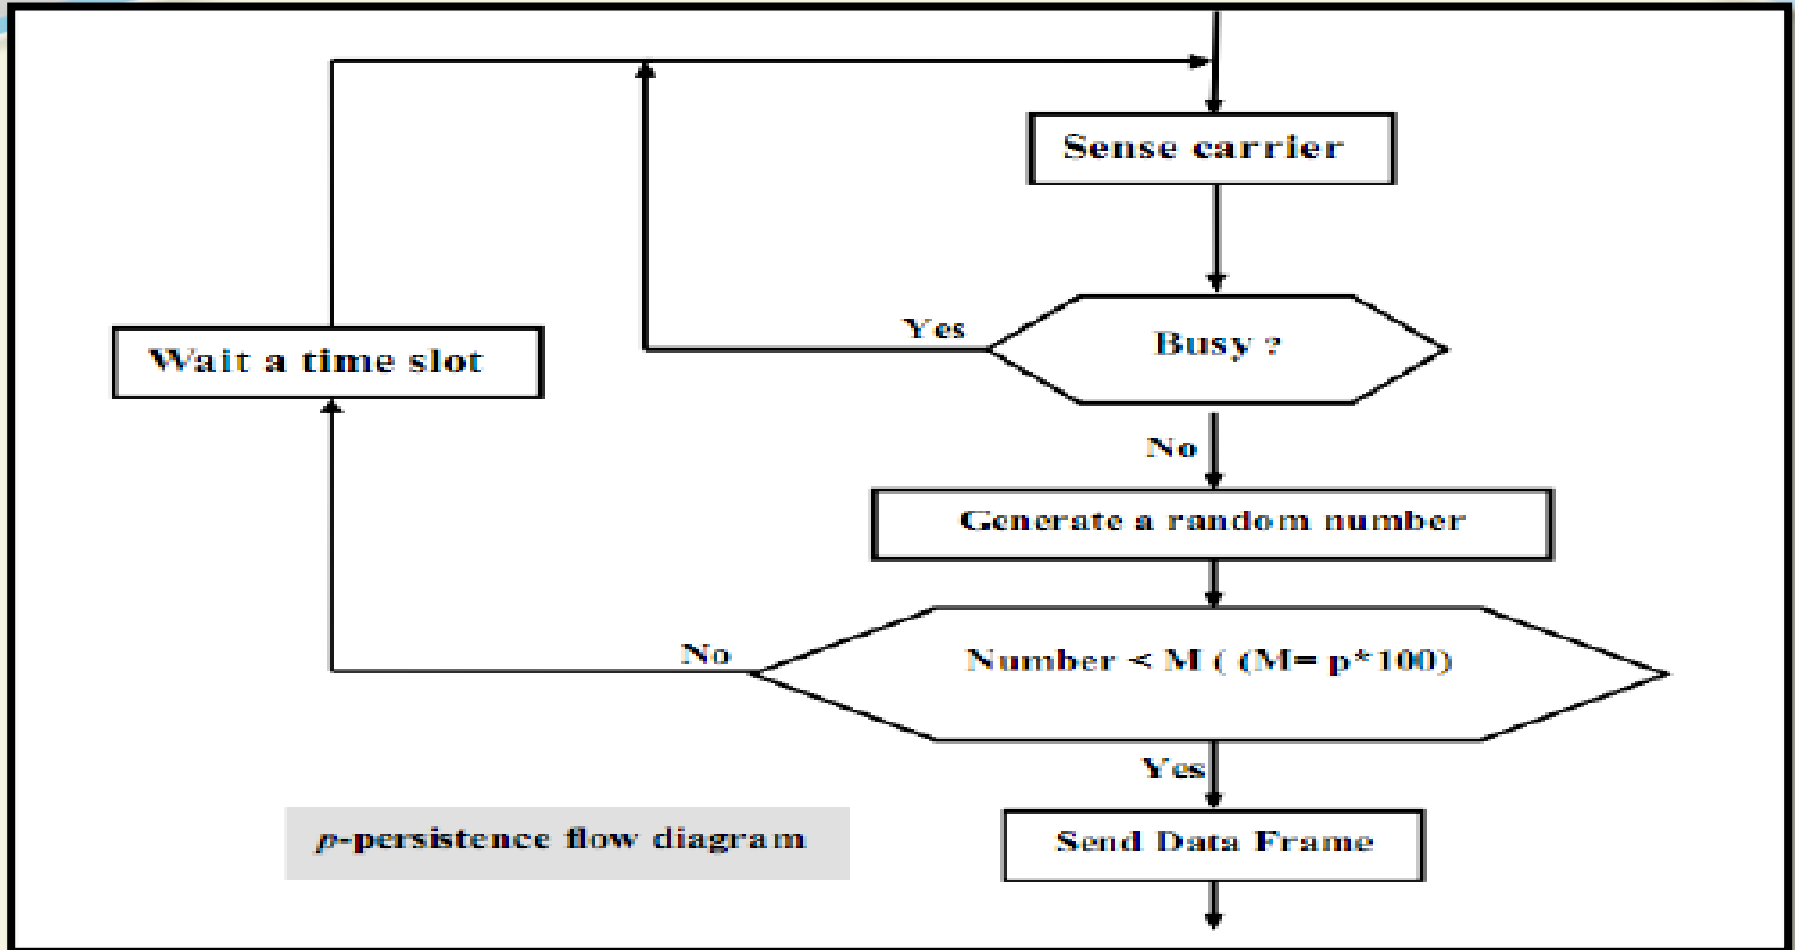 Sense carrier
Yes
Busy ?
Wait a time slot
No
Generate a random number
No
Number < M ( (M= p*100)
Yes
p-persistence flow diagram
Send Data Frame